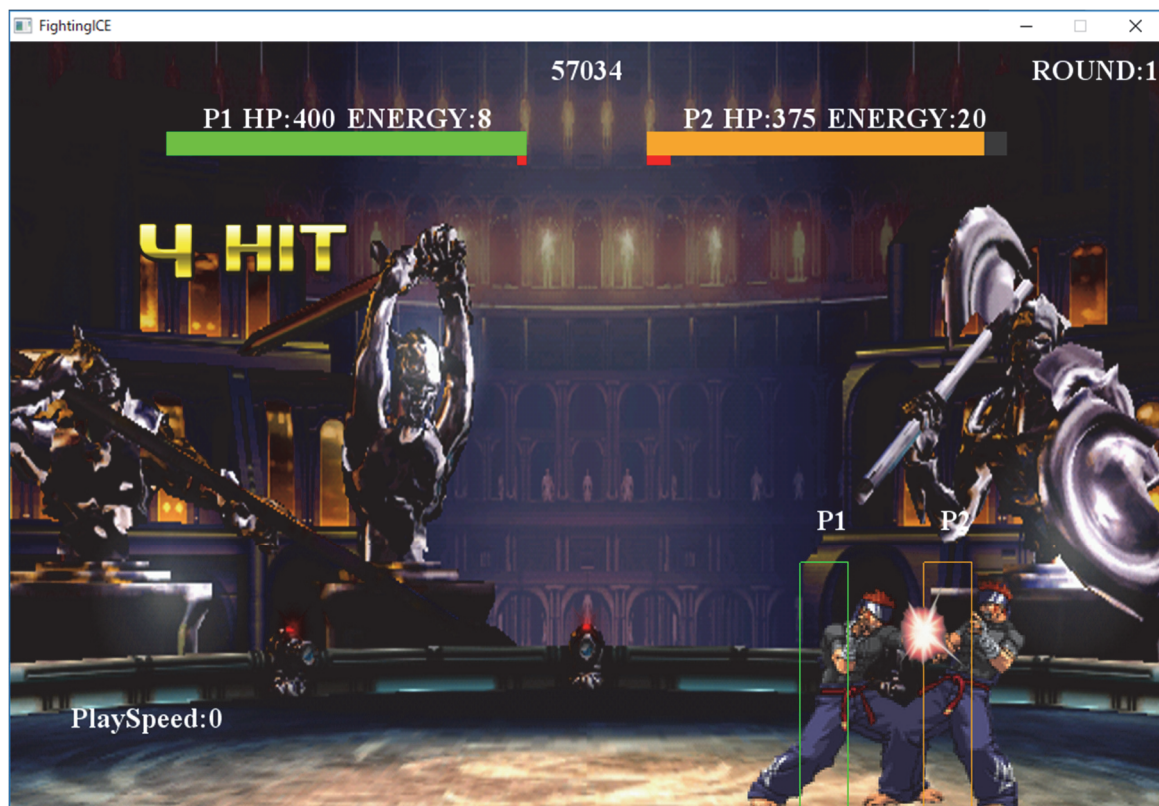 FightingICE
57034
ROUND:1
P1 HP:400 ENERGY:8
P2 HP:375 ENERGY:20
4 HIT
P1
P2
PlaySpeed:0